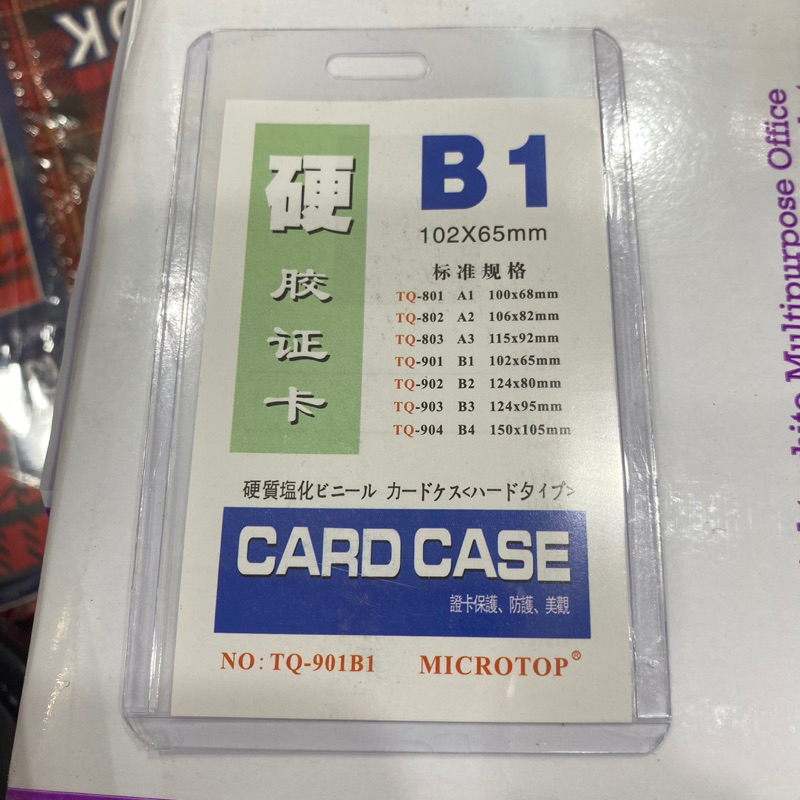 硬
胶
证
卡
B1
102X65mm
标准规格
TQ-801 A1 100x68mm
TQ-802 A2 106x82mm
TQ-803 A3 115x92mm
TQ-901 B1 102x65mm
TQ-902 B2 124x80mm
TQ-903 B3 124x95mm
TQ-904 B4 150x105mm
硬質塩化ビニール カードケス<ハードタイプ>
CARD CASE
證卡保護、防護、美觀
NO: TQ-901B1 MICROTOP®
Multipurpose Office
OK